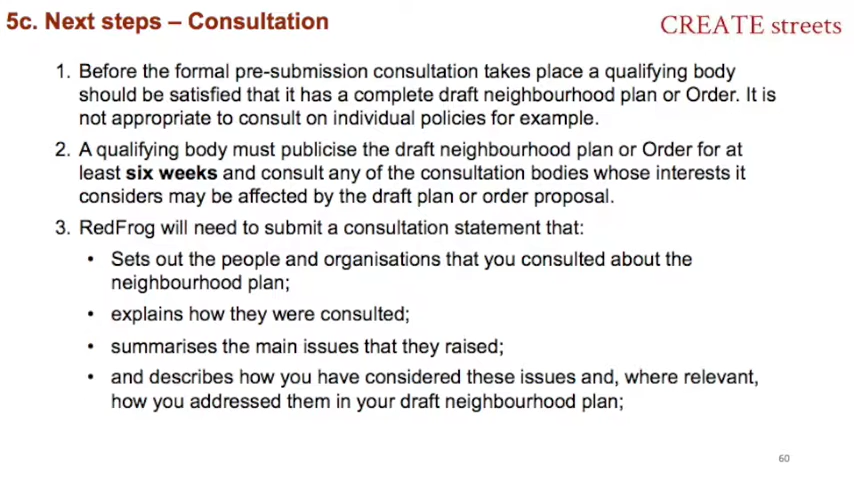 5c. Next steps – Consultation
CREATE streets
1. Before the formal pre-submission consultation takes place a qualifying body
should be satisfied that it has a complete draft neighbourhood plan or Order. It is
not appropriate to consult on individual policies for example.
2. A qualifying body must publicise the draft neighbourhood plan or Order for at
least six weeks and consult any of the consultation bodies whose interests it
considers may be affected by the draft plan or order proposal.
3. RedFrog will need to submit a consultation statement that:
• Sets out the people and organisations that you consulted about the
neighbourhood plan;
• explains how they were consulted;
• summarises the main issues that they raised;
• and describes how you have considered these issues and, where relevant,
how you addressed them in your draft neighbourhood plan;
60